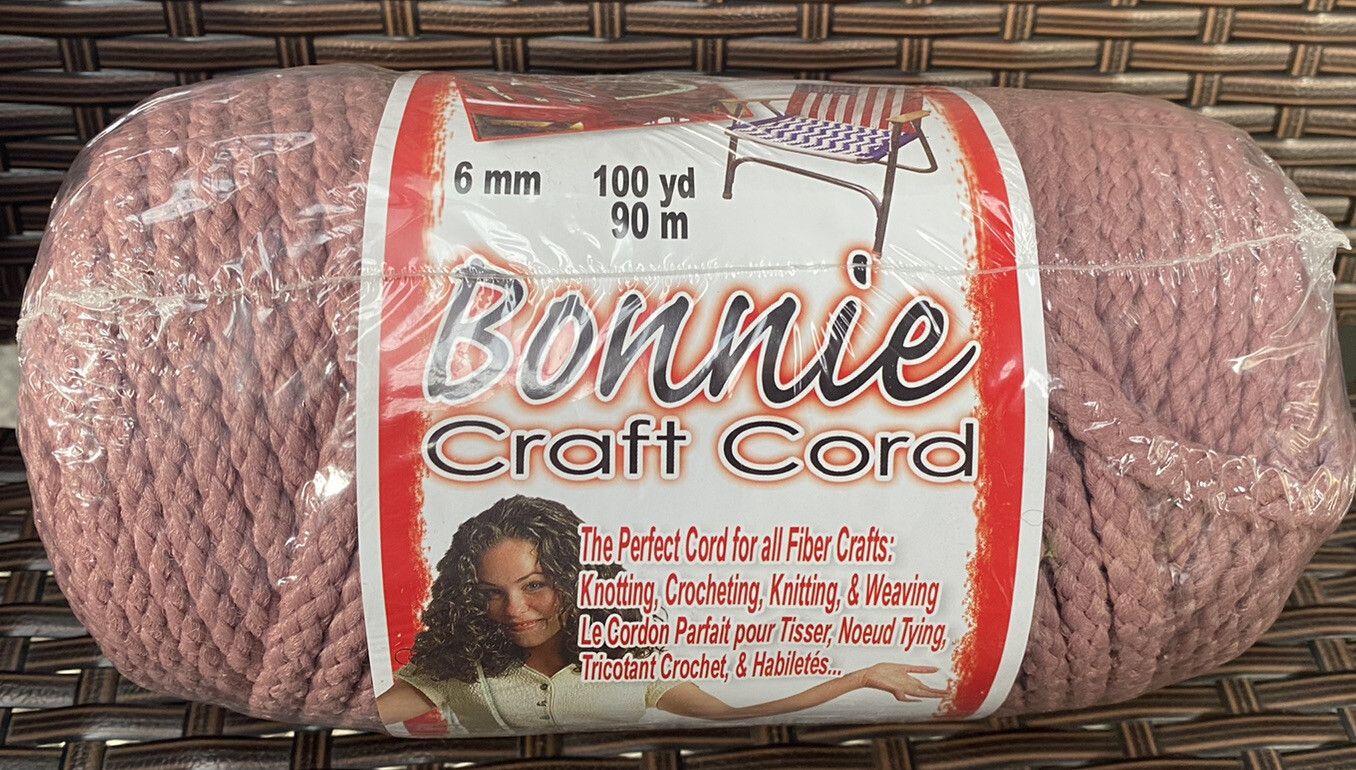 6 mm 100 yd
90 m
Bonnie
Craft Cord
The Perfect Cord for all Fiber Crafts:
Knotting, Crocheting, Knitting, & Weaving
Le Cordon Parfait pour Tisser, Noeud Tying,
Tricotant Crochet, & Habiletés...